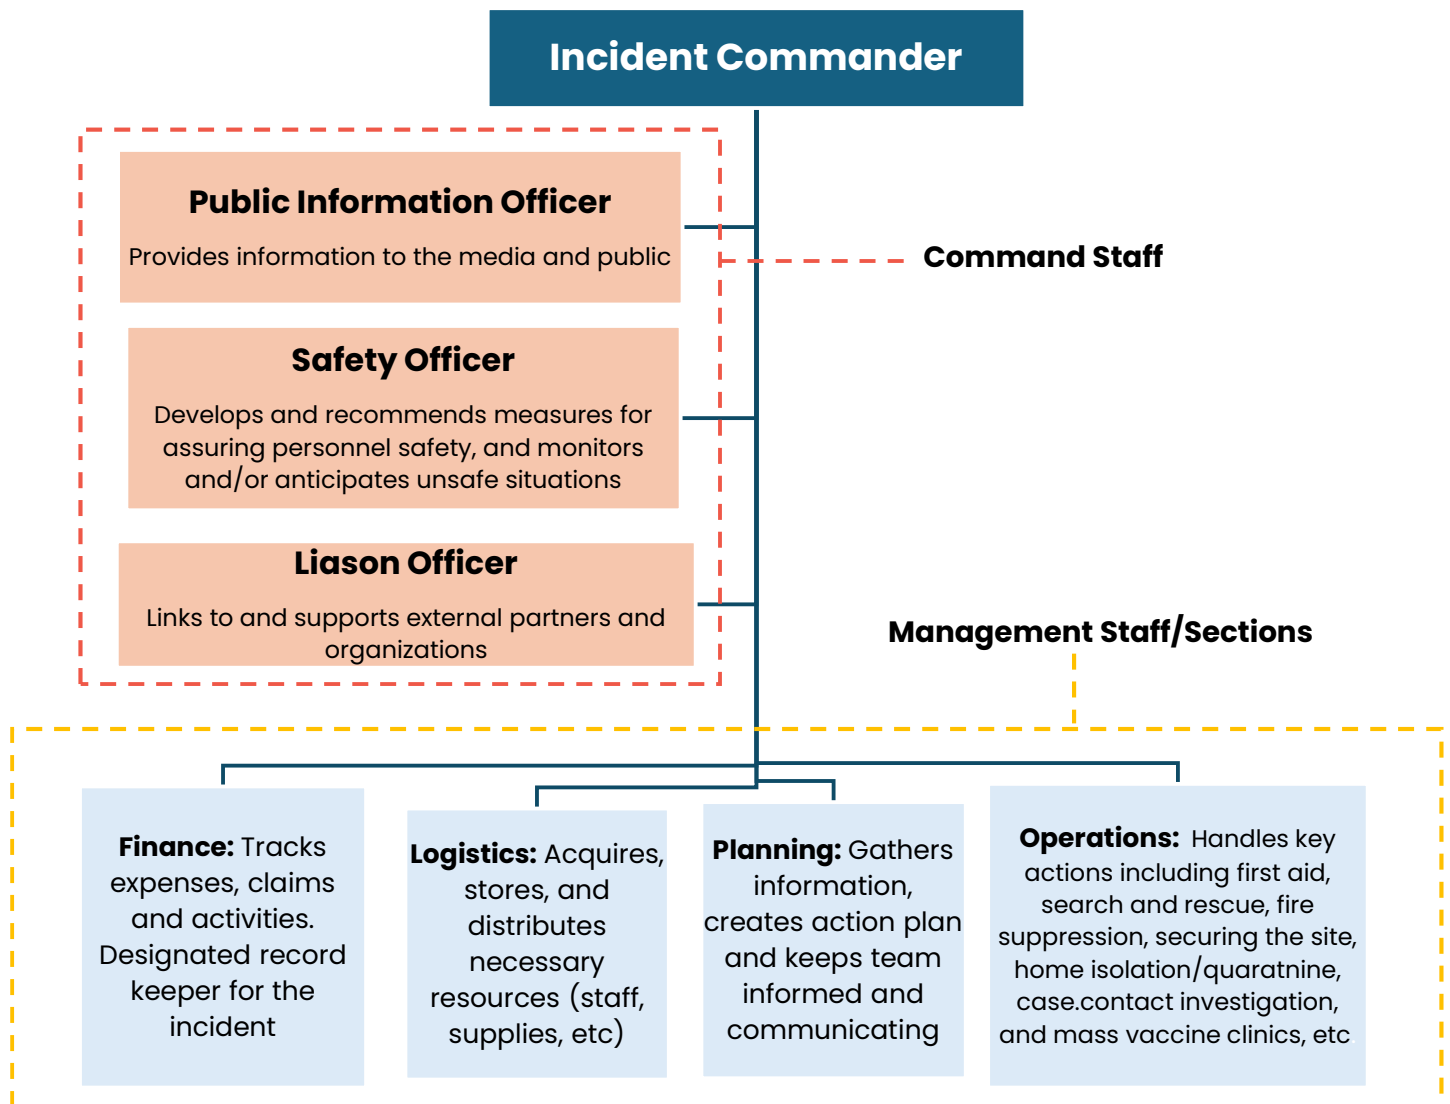 Incident Commander
Public Information Officer
Provides information to the media and public
Command Staff
Safety Officer
Develops and recommends measures for
assuring personnel safety, and monitors
and/or anticipates unsafe situations
Liason Officer
Links to and supports external partners and
organizations
Management Staff/Sections
Finance: Tracks
expenses, claims
and activities.
Designated record
keeper for the
incident
Logistics: Acquires,
stores, and
distributes
necessary
resources (staff,
supplies, etc)
Planning: Gathers
information,
creates action plan
and keeps team
informed and
communicating
Operations: Handles key
actions including first aid,
search and rescue, fire
suppression, securing the site,
home isolation/quaratnine,
case.contact investigation,
and mass vaccine clinics, etc